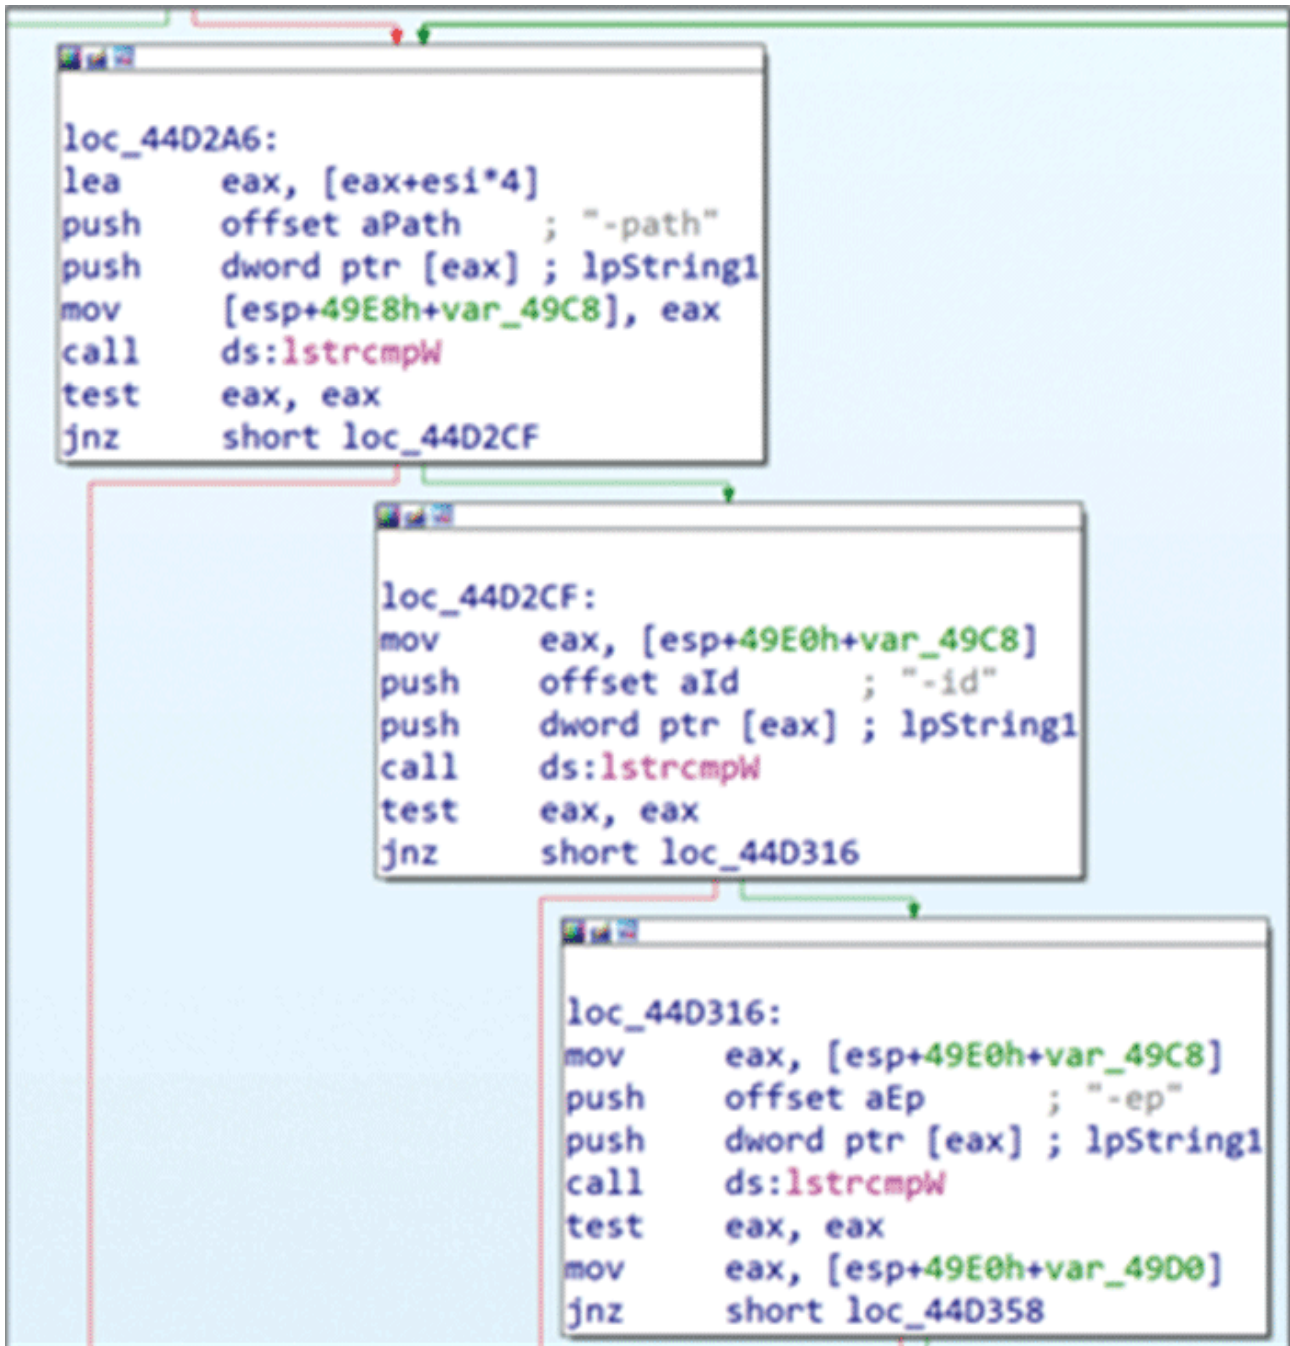 loc_44D2A6:
lea eax, [eax+esi*4]
push offset aPath ; "-path"
push dword ptr [eax] ; lpString1
mov [esp+49E8h+var_49C8], eax
call ds:lstrcmpW
test eax, eax
jnz short loc_44D2CF
loc_44D2CF:
mov eax, [esp+49E0h+var_49C8]
push offset aId ; "-id"
push dword ptr [eax] ; lpString1
call ds:lstrcmpW
test eax, eax
jnz short loc_44D316
loc_44D316:
mov eax, [esp+49E0h+var_49C8]
push offset aEp ; "-ep"
push dword ptr [eax] ; lpString1
call ds:lstrcmpW
test eax, eax
mov eax, [esp+49E0h+var_49D0]
jnz short loc_44D358